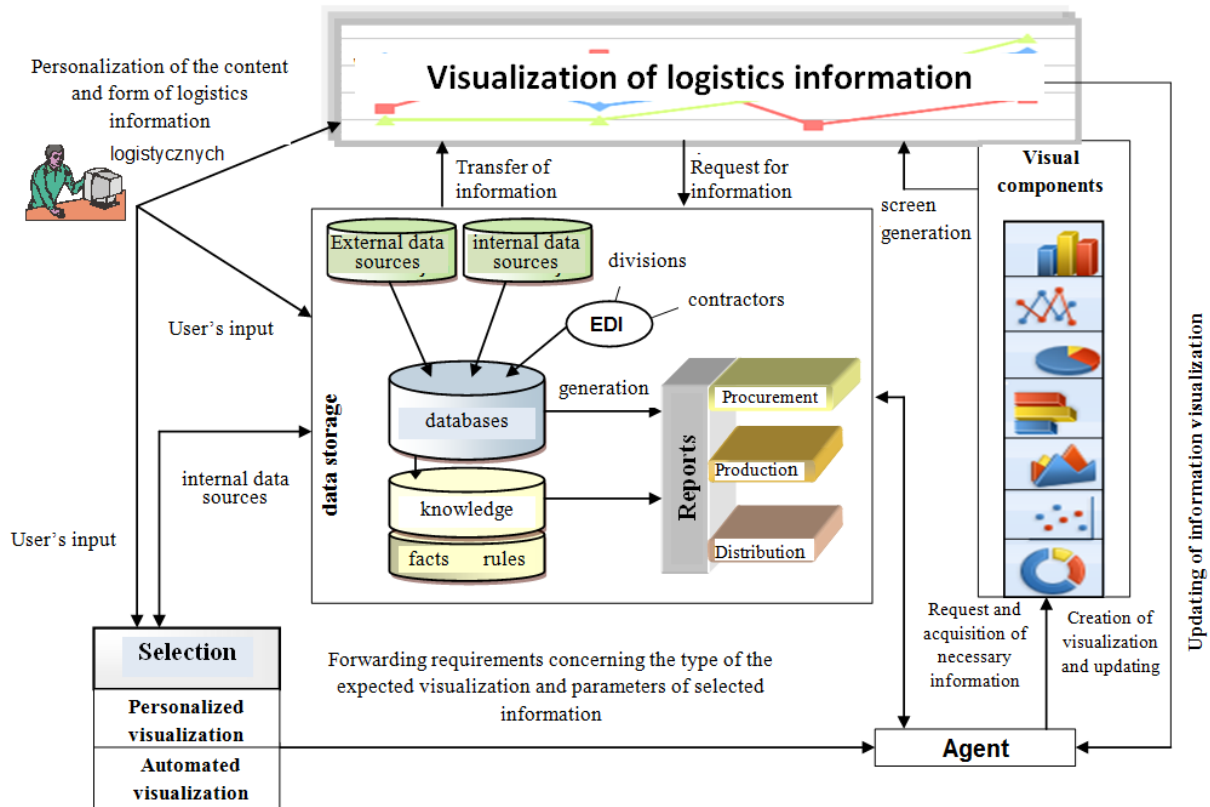 Visualization of logistics information
Personalization of the content
and form of logistics
information
logistycznych
Transfer of
information
Request for
information
Visual
components
screen
generation
External data
sources
internal data
sources
divisions
contractors
EDI
User's input
generation
databases
data storage
Reports
Procurement
Production
Distribution
knowledge
facts rules
internal data
sources
User's input
Updating of information visualization
Request and
acquisition of
necessary
information
Creation of
visualization
and updating
Selection
Personalized
visualization
Automated
visualization
Forwarding requirements concerning the type of the
expected visualization and parameters of selected
information
Agent